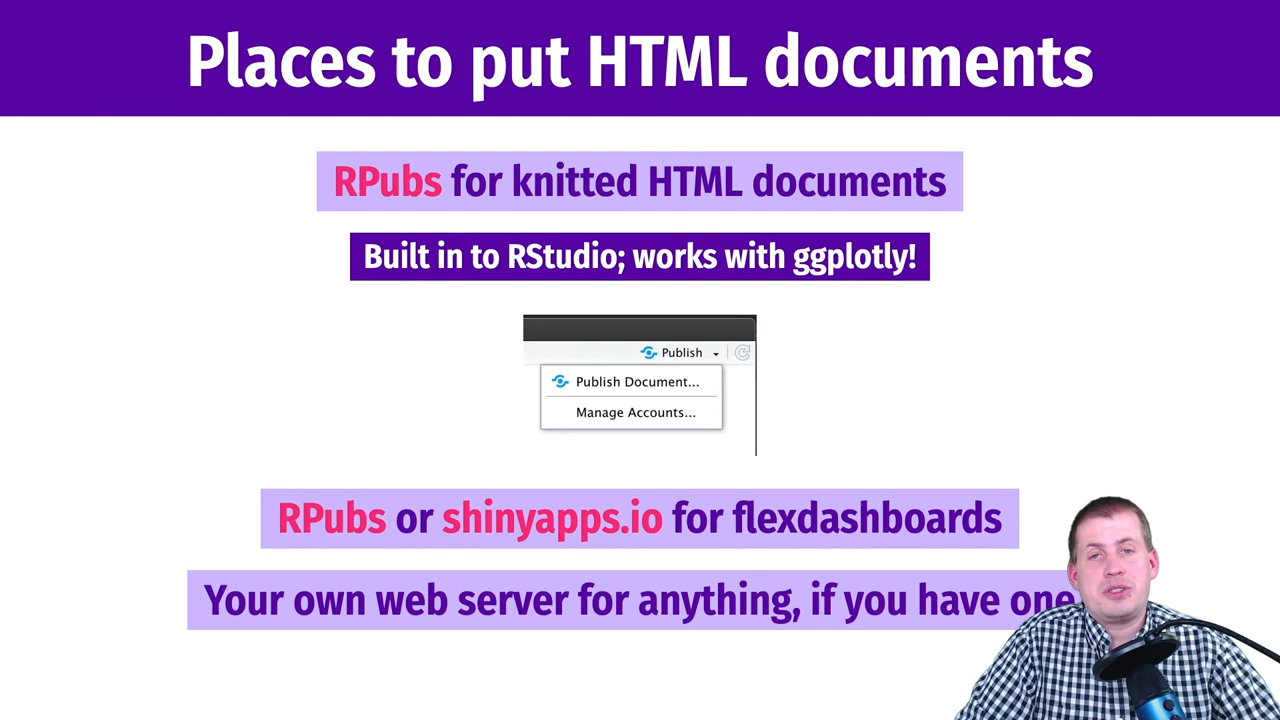 Places to put HTML documents
RPubs for knitted HTML documents
Built in to RStudio; works with ggplotly!
Publish
Publish Document...
Manage Accounts...
RPubs or shinyapps.io for flexdashboards
Your own web server for anything, if you have one